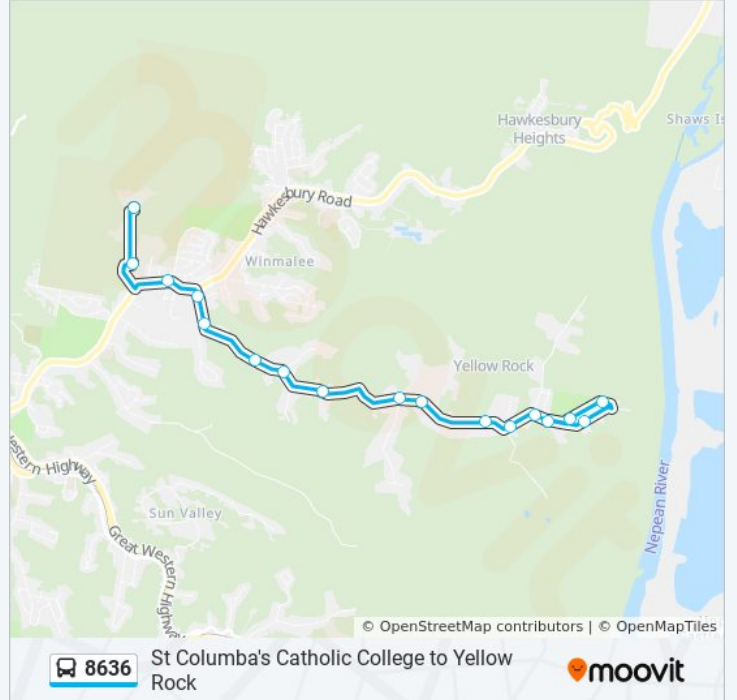 Hawkesbury
Heights
Shaws Is
Hawkesbury Road
Winmalee
Yellow Rock
estern Highway
Nepean River
Sun Valley
Great Western Highway
© OpenStreetMap contributors | © OpenMapTiles
8636
St Columba's Catholic College to Yellow
Rock
moovit